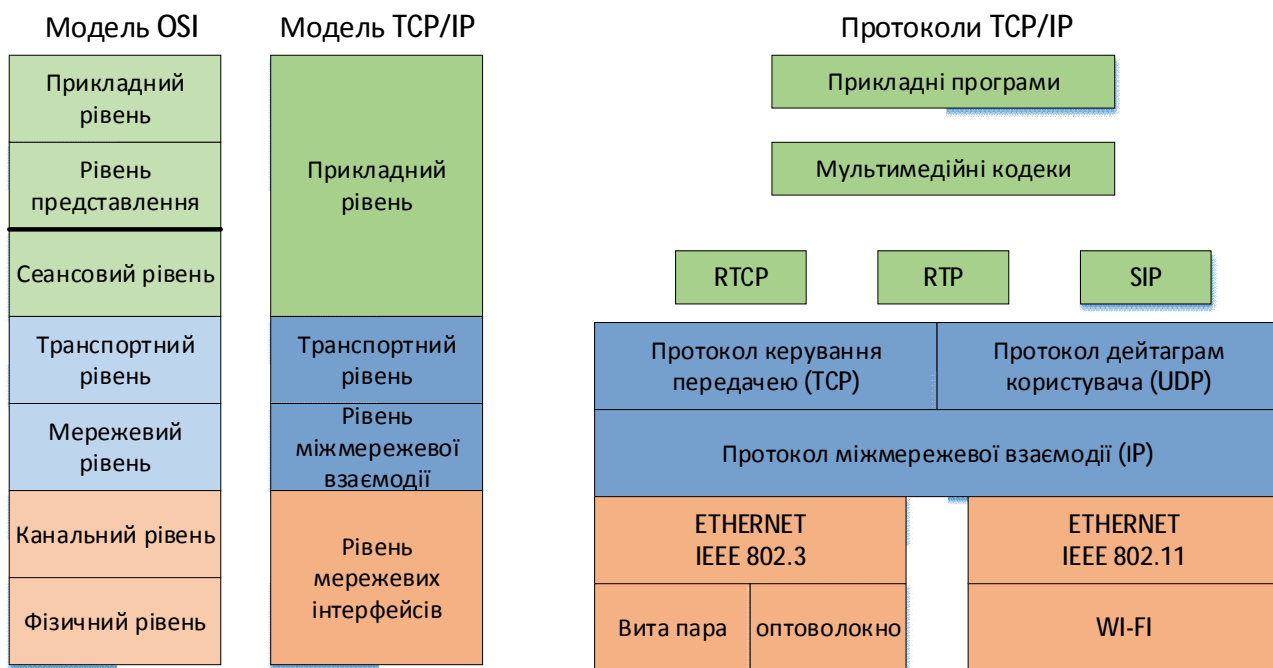 Модель OSI
Прикладний
рівень
Рівень
представлення
Сеансовий рівень
Транспортний
рівень
Мережевий
рівень
Канальний рівень
Фізичний рівень
Модель TCP/IP
Прикладний
рівень
Транспортний
рівень
Рівень
міжмережевої
взаємодії
Рівень
мережевих
інтерфейсів
Протоколи TCP/IP
Прикладні програми
Мультимедійні кодеки
RTCP
RTP
SIP
Протокол керування
передачею (TCP)
Протокол дейтаграм
користувача (UDP)
Протокол міжмережевої взаємодії (IP)
ETHERNET
IEEE 802.3
ETHERNET
IEEE 802.11
Вита пара
оптоволокно
WI-FI